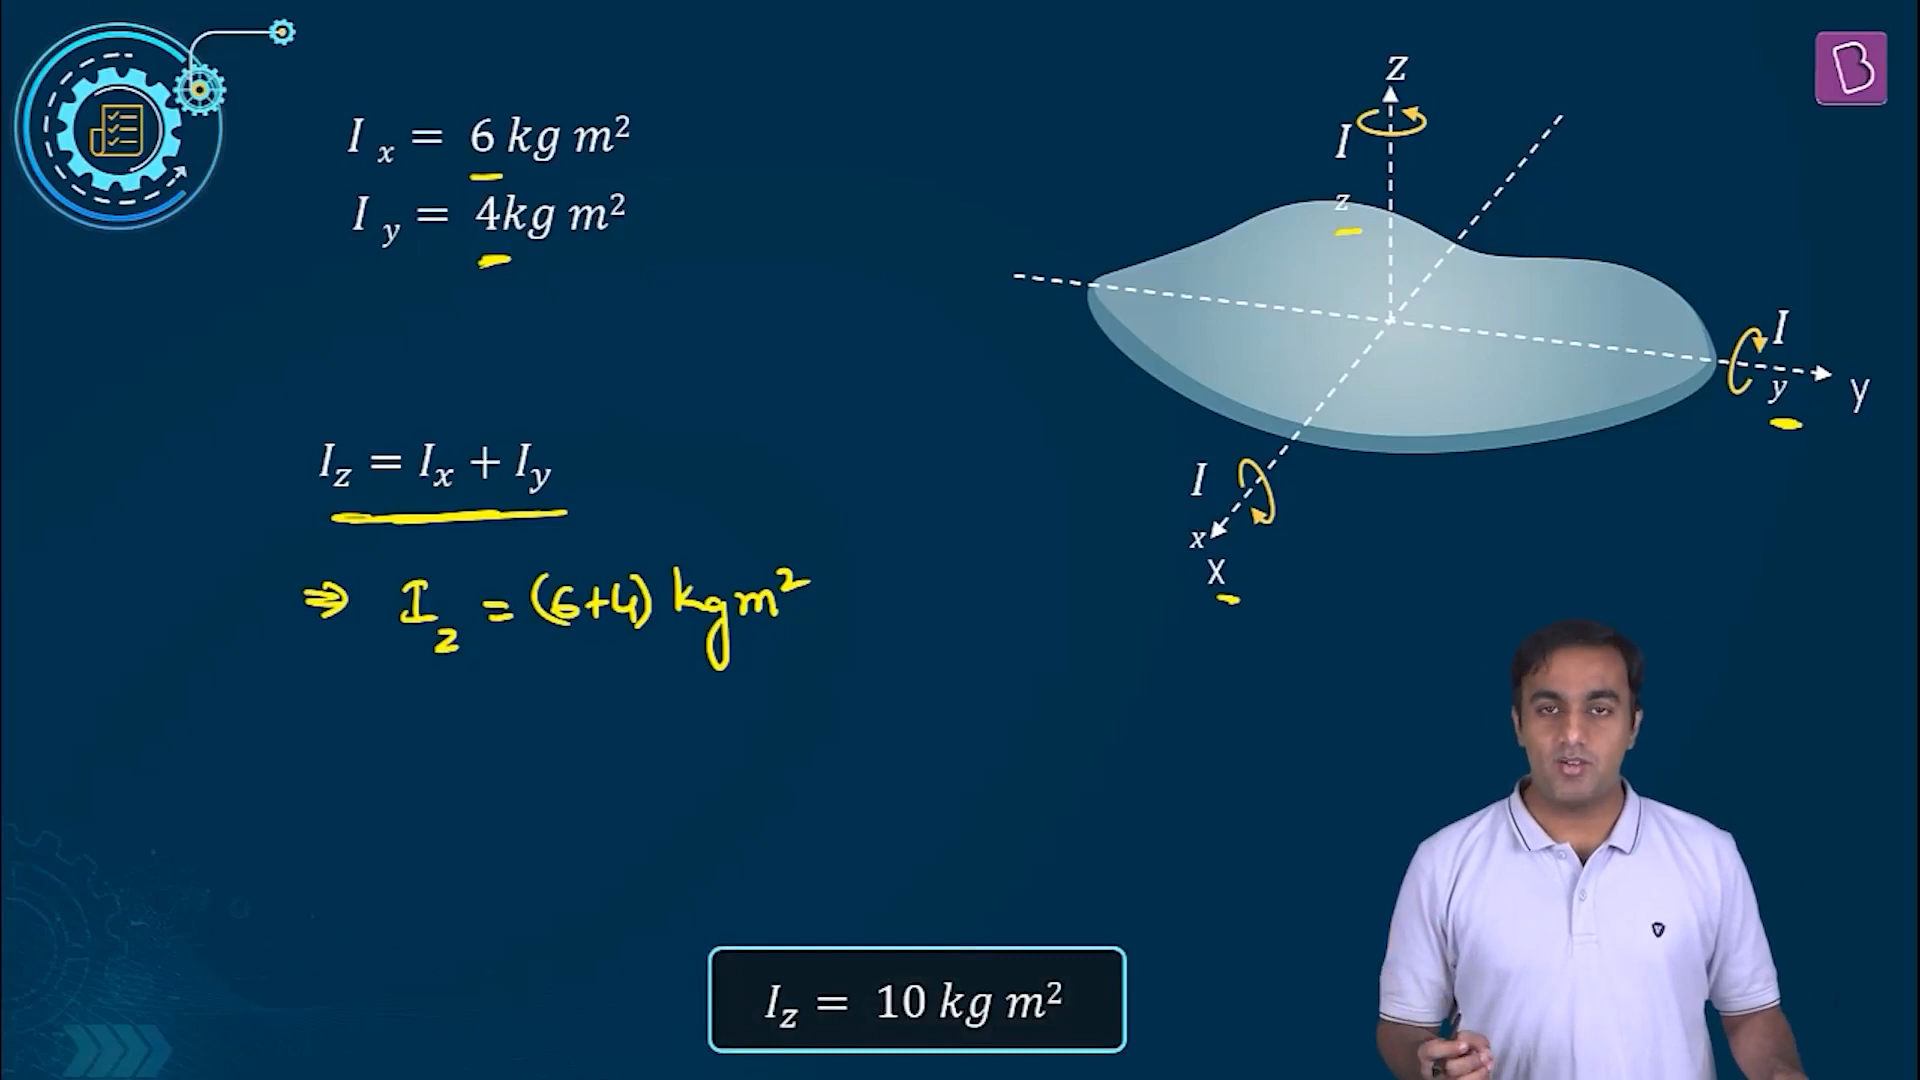 I x = 6 kg m²
I y = 4kg m²
I_z = I_x + I_y
⇒ I_z = (6+4) kgm²
I_z = 10 kg m²
Z
I
z
I
y
y
I
x
X
B